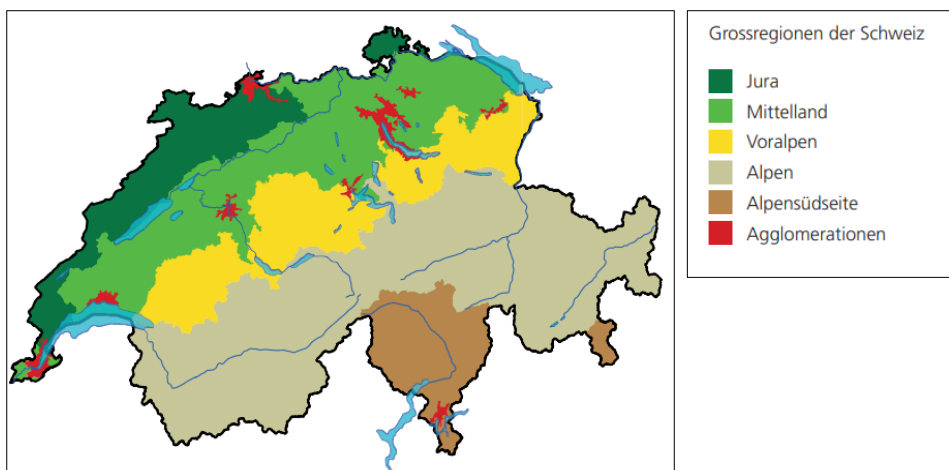 Grossregionen der Schweiz
Jura
Mittelland
Voralpen
Alpen
Alpensüdseite
Agglomerationen